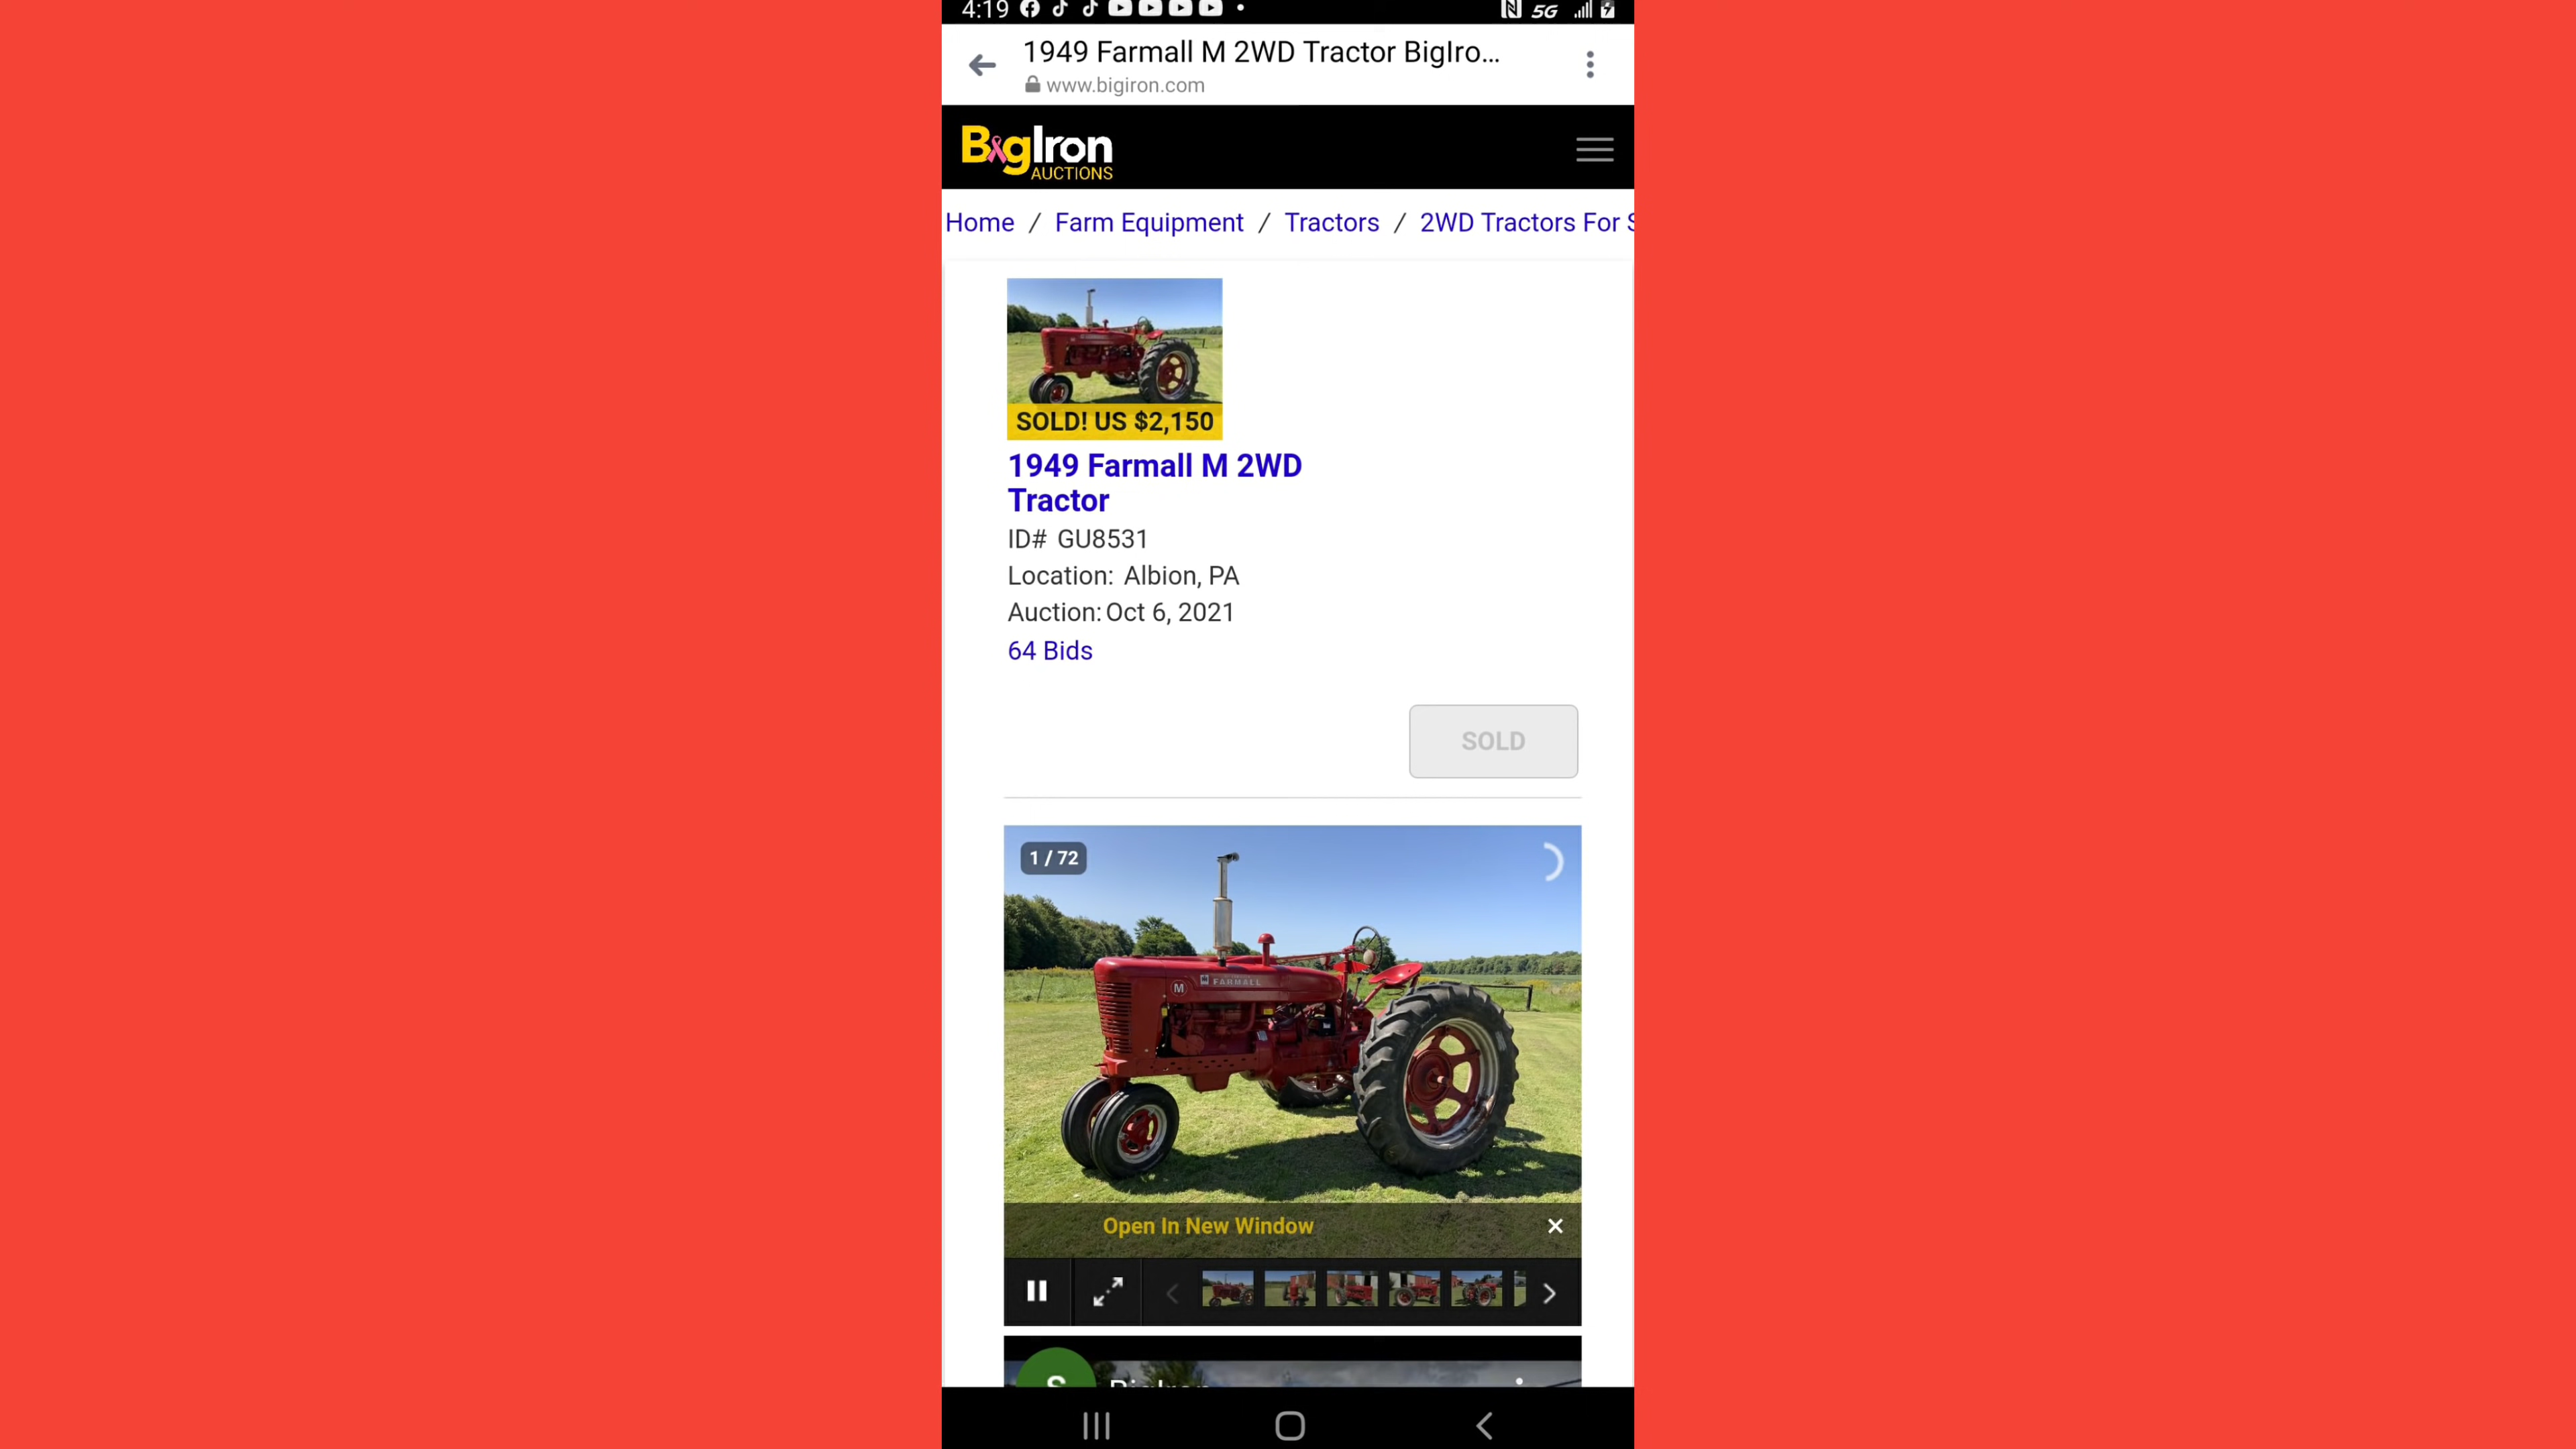 4:19 5G
1949 Farmall M 2WD Tractor BigIro...
www.bigiron.com
BigIron
AUCTIONS
Home / Farm Equipment / Tractors / 2WD Tractors For S
SOLD! US $2,150
1949 Farmall M 2WD
Tractor
ID# GU8531
Location: Albion, PA
Auction: Oct 6, 2021
64 Bids
SOLD
1 / 72
M FARMALL
Open In New Window